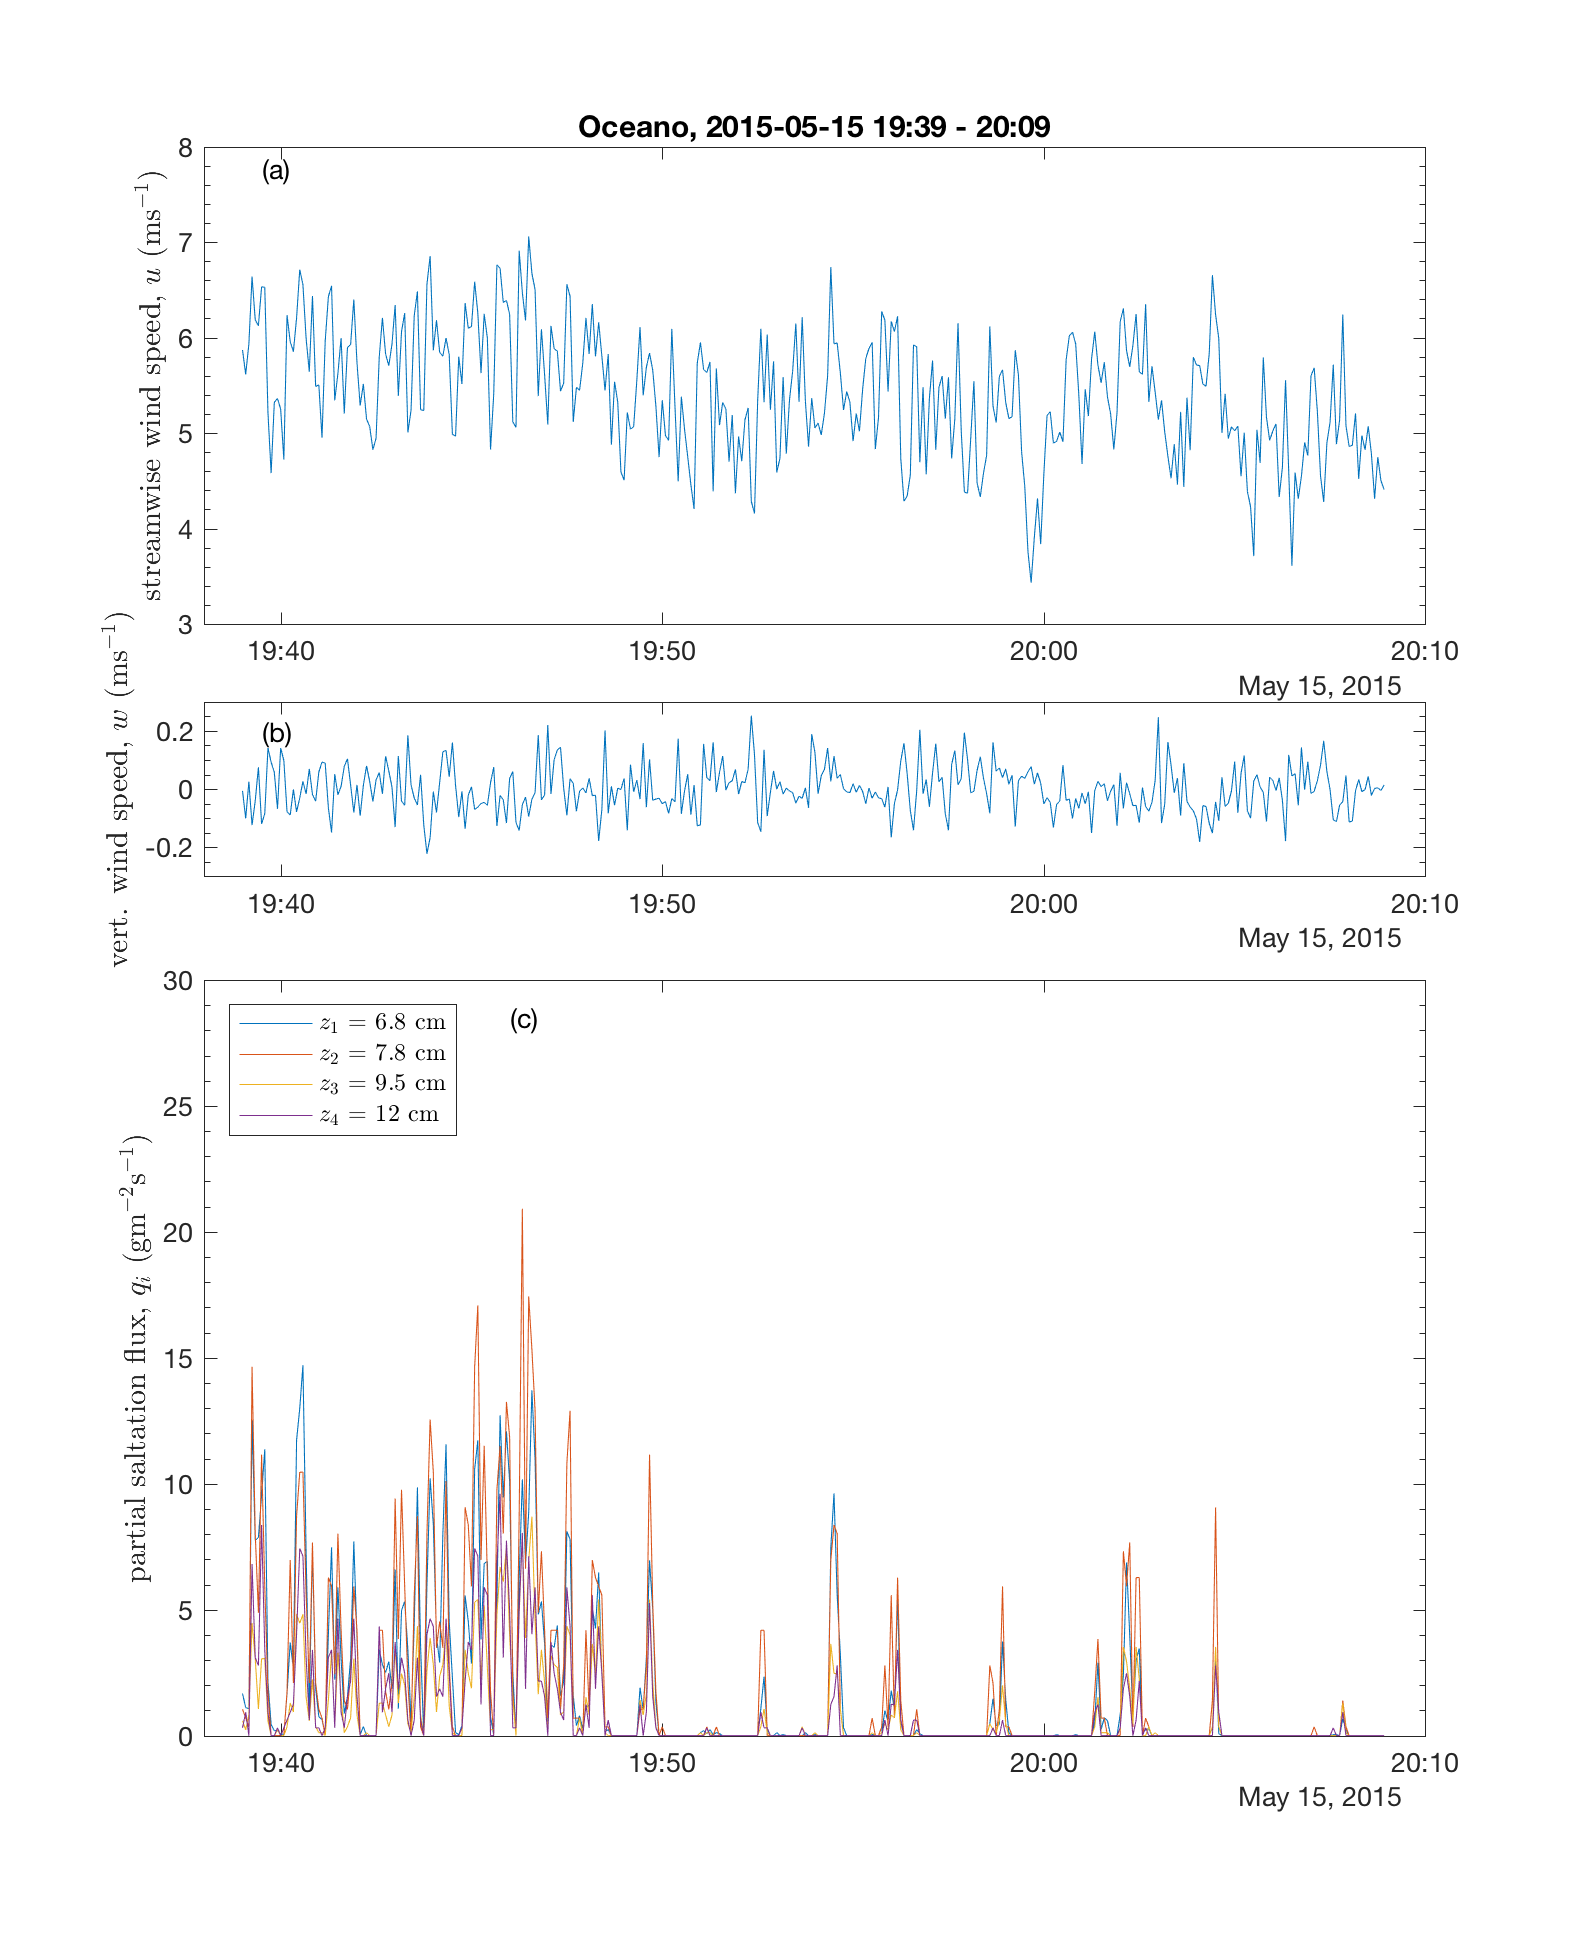 Oceano, 2015-05-15 19:39 - 20:09
(a)
streamwise wind speed, u (ms⁻¹)
8
7
6
5
4
3
19:40 19:50 20:00 20:10
May 15, 2015
(b)
vert. wind speed, w (ms⁻¹)
0.2
0
-0.2
19:40 19:50 20:00 20:10
May 15, 2015
(c)
partial saltation flux, qᵢ (gm⁻²s⁻¹)
30
25
20
15
10
5
0
z₁ = 6.8 cm
z₂ = 7.8 cm
z₃ = 9.5 cm
z₄ = 12 cm
19:40 19:50 20:00 20:10
May 15, 2015